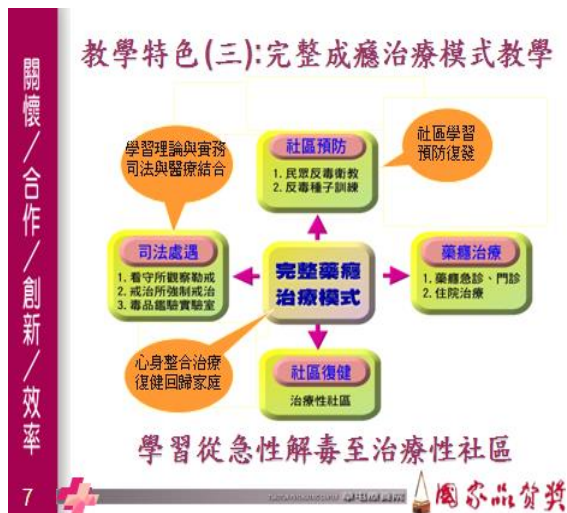 教學特色(三):完整成癮治療模式教學
關懷/合作/創新/效率
學習理論與實務
司法與醫療結合
社區預防
1. 民眾反毒衛教
2. 反毒種子訓練
社區學習
預防復發
司法處遇
1. 看守所觀察勒戒
2. 戒治所強制戒治
3. 毒品鑑驗實驗室
完整藥癮
治療模式
藥癮治療
1. 藥癮急診、門診
2. 住院治療
心身整合治療
復健回歸家庭
社區復健
治療性社區
學習從急性解毒至治療性社區
7
國家品質獎